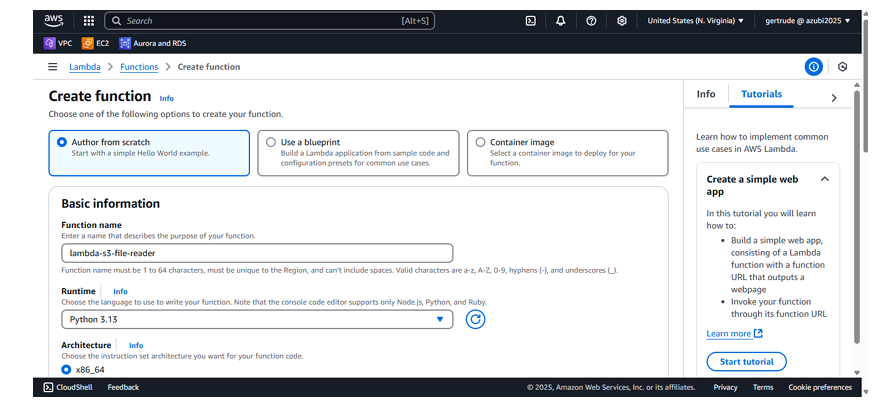 aws
Search [Alt+S]
United States (N. Virginia) ▼
gertrude @ azubi2025 ▼
VPC EC2 Aurora and RDS
Lambda > Functions > Create function
Create function Info
Choose one of the following options to create your function.
Author from scratch
Start with a simple Hello World example.
Use a blueprint
Build a Lambda application from sample code and
configuration presets for common use cases.
Container image
Select a container image to deploy for your
function.
Basic information
Function name
Enter a name that describes the purpose of your function.
lambda-s3-file-reader
Function name must be 1 to 64 characters, must be unique to the Region, and can't include spaces. Valid characters are a-z, A-Z, 0-9, hyphens (-), and underscores (_).
Runtime Info
Choose the language to use to write your function. Note that the console code editor supports only Node.js, Python, and Ruby.
Python 3.13
Architecture Info
Choose the instruction set architecture you want for your function code.
x86_64
Info Tutorials
Learn how to implement common
use cases in AWS Lambda.
Create a simple web
app
In this tutorial you will learn
how to:
• Build a simple web app,
consisting of a Lambda
function with a function
URL that outputs a
webpage
• Invoke your function
through its function URL
Learn more
Start tutorial
CloudShell Feedback
© 2025, Amazon Web Services, Inc. or its affiliates. Privacy Terms Cookie preferences